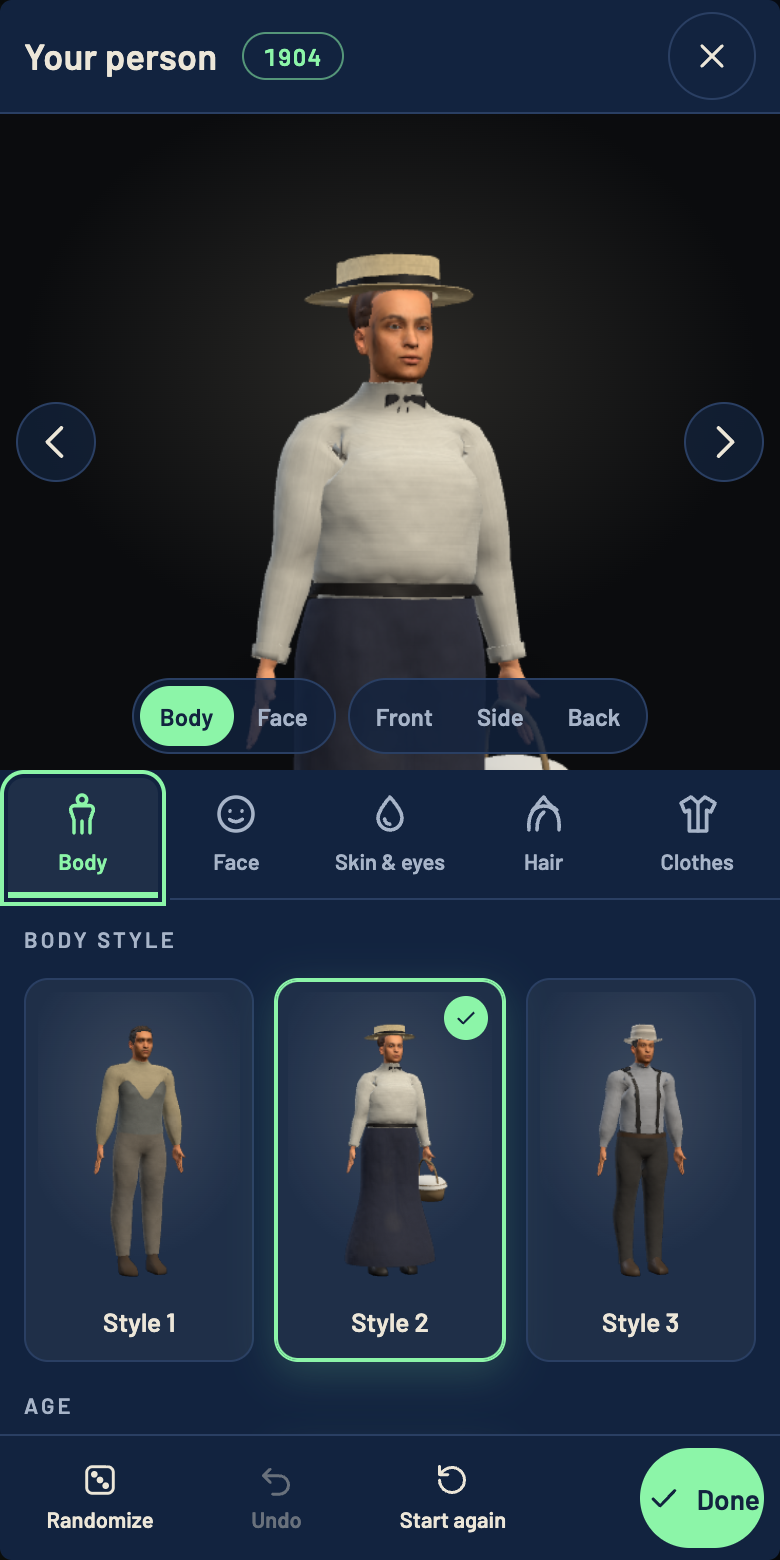 Your person
1904
Body
Face
Front
Side
Back
Body
Face
Skin & eyes
Hair
Clothes
BODY STYLE
Style 1
Style 2
Style 3
AGE
Randomize
Undo
Start again
Done